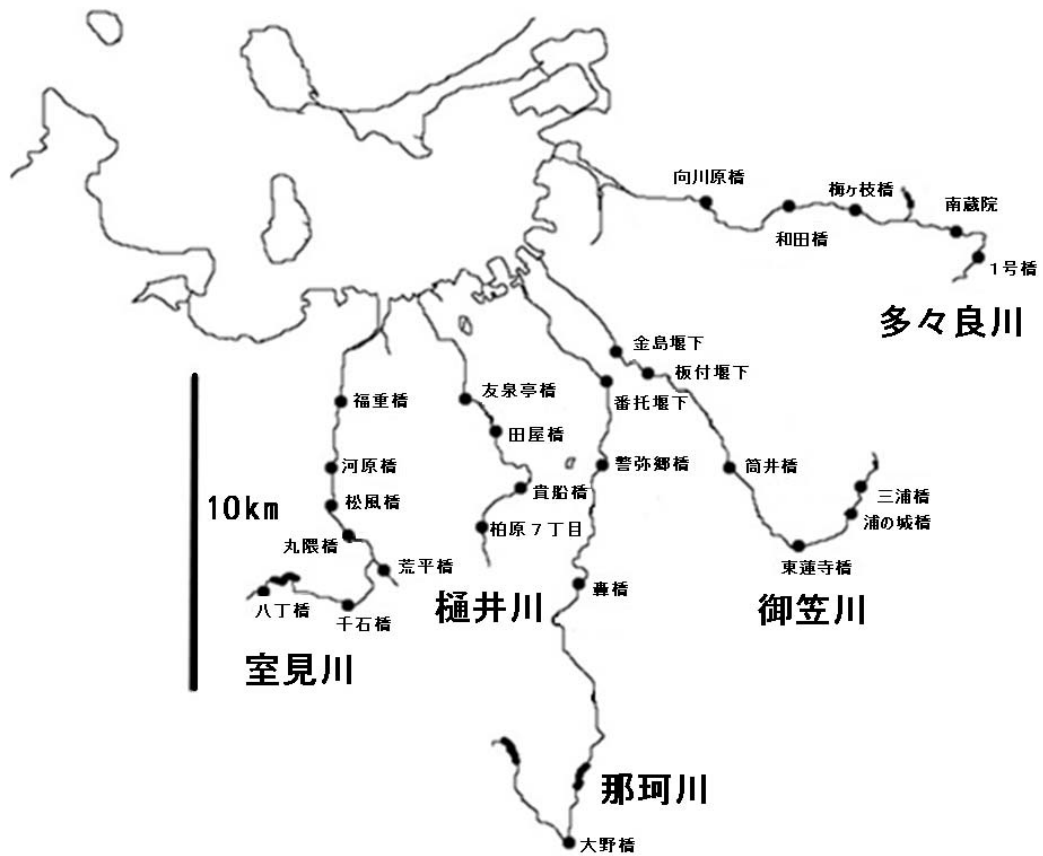 向川原橋
梅ヶ枝橋
南蔵院
和田橋
1号橋
多々良川
金島堰下
板付堰下
番托堰下
友泉亭橋
福重橋
田屋橋
警弥郷橋
筒井橋
河原橋
三浦橋
貴船橋
松風橋
10km
浦の城橋
柏原7丁目
丸隈橋
荒平橋
東蓮寺橋
轟橋
八丁橋
千石橋
樋井川
御笠川
室見川
那珂川
大野橋